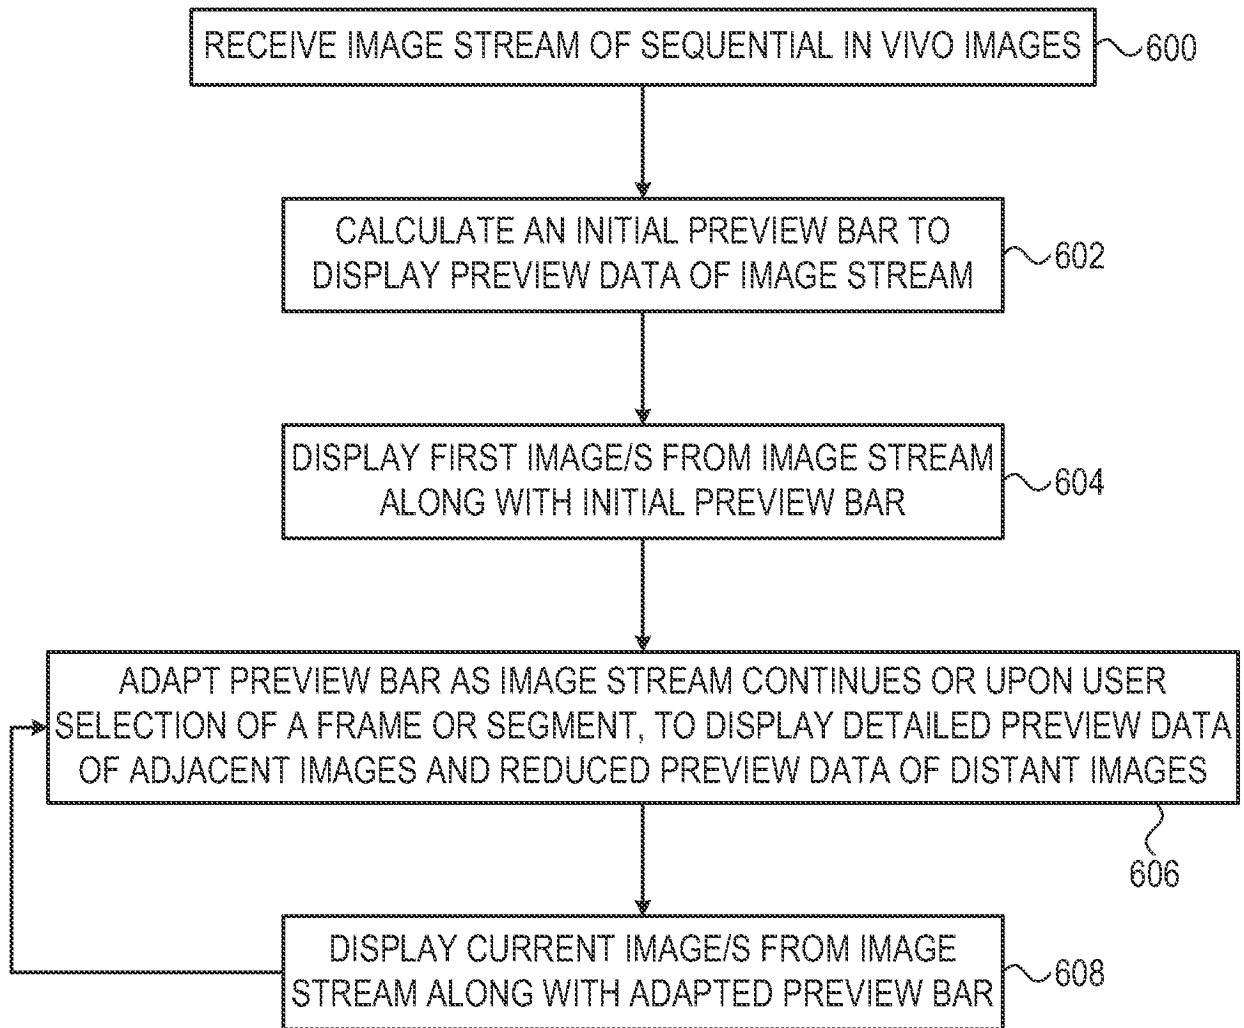 RECEIVE IMAGE STREAM OF SEQUENTIAL IN VIVO IMAGES
600
CALCULATE AN INITIAL PREVIEW BAR TO
DISPLAY PREVIEW DATA OF IMAGE STREAM
602
DISPLAY FIRST IMAGE/S FROM IMAGE STREAM
ALONG WITH INITIAL PREVIEW BAR
604
ADAPT PREVIEW BAR AS IMAGE STREAM CONTINUES OR UPON USER
SELECTION OF A FRAME OR SEGMENT, TO DISPLAY DETAILED PREVIEW DATA
OF ADJACENT IMAGES AND REDUCED PREVIEW DATA OF DISTANT IMAGES
606
DISPLAY CURRENT IMAGE/S FROM IMAGE
STREAM ALONG WITH ADAPTED PREVIEW BAR
608